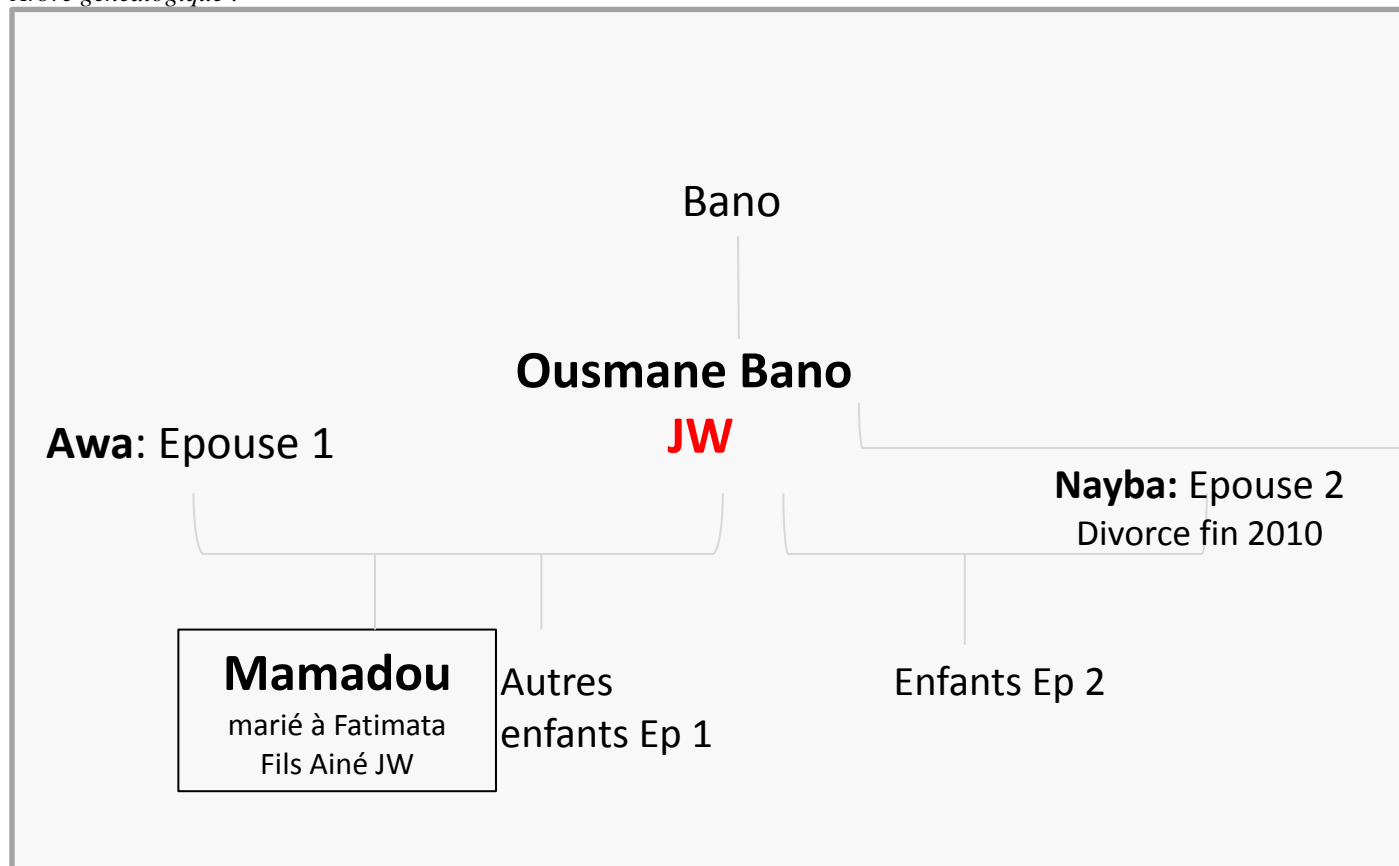 Bano
Ousmane Bano
JW
Awa: Epouse 1
Nayba: Epouse 2
Divorce fin 2010
Mamadou
marié à Fatimata
Fils Ainé JW
Autres
enfants Ep 1
Enfants Ep 2